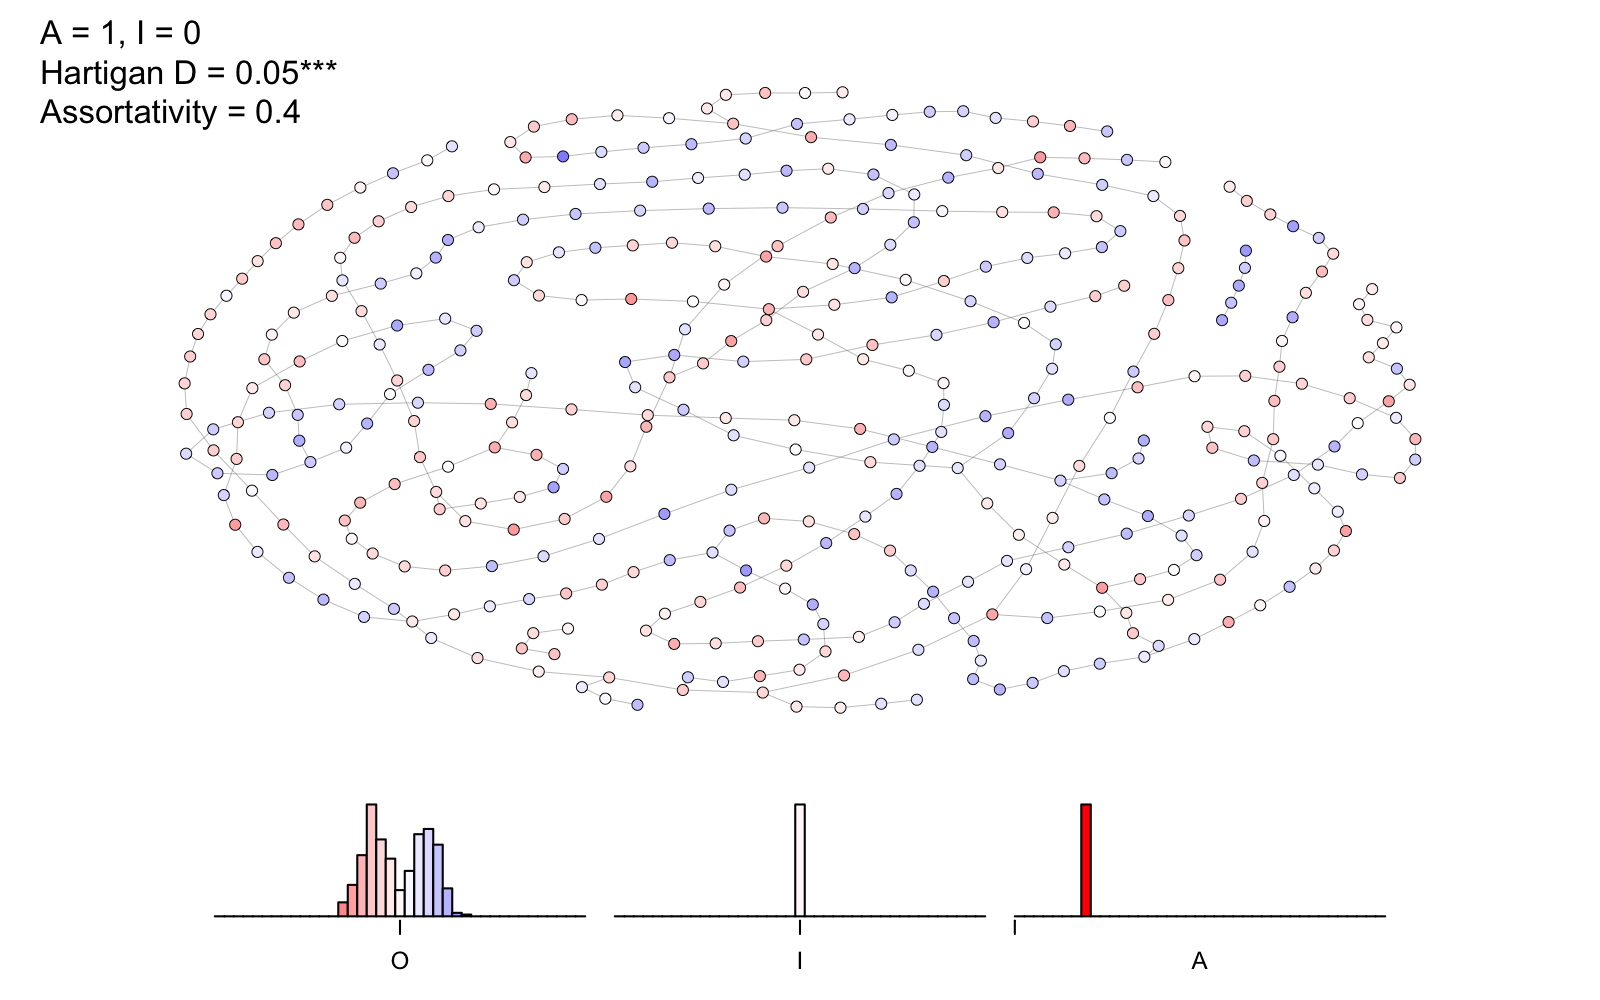 A = 1, I = 0
Hartigan D = 0.05***
Assortativity = 0.4
O
I
A